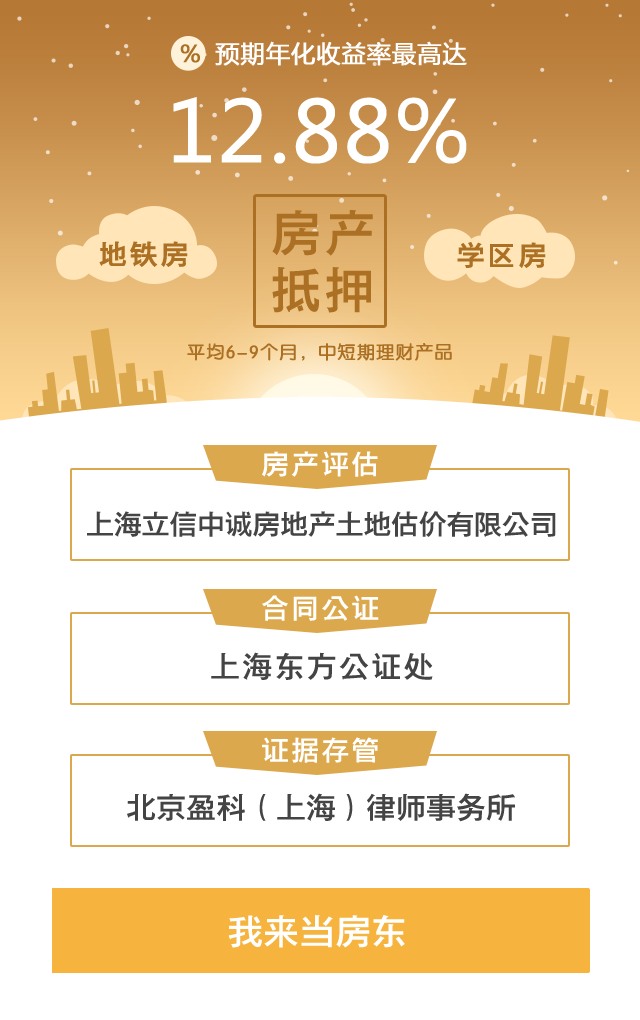 % 预期年化收益率最高达
12.88%
地铁房
房产
抵押
学区房
平均6-9个月，中短期理财产品
房产评估
上海立信中诚房地产土地估价有限公司
合同公证
上海东方公证处
证据存管
北京盈科（上海）律师事务所
我来当房东